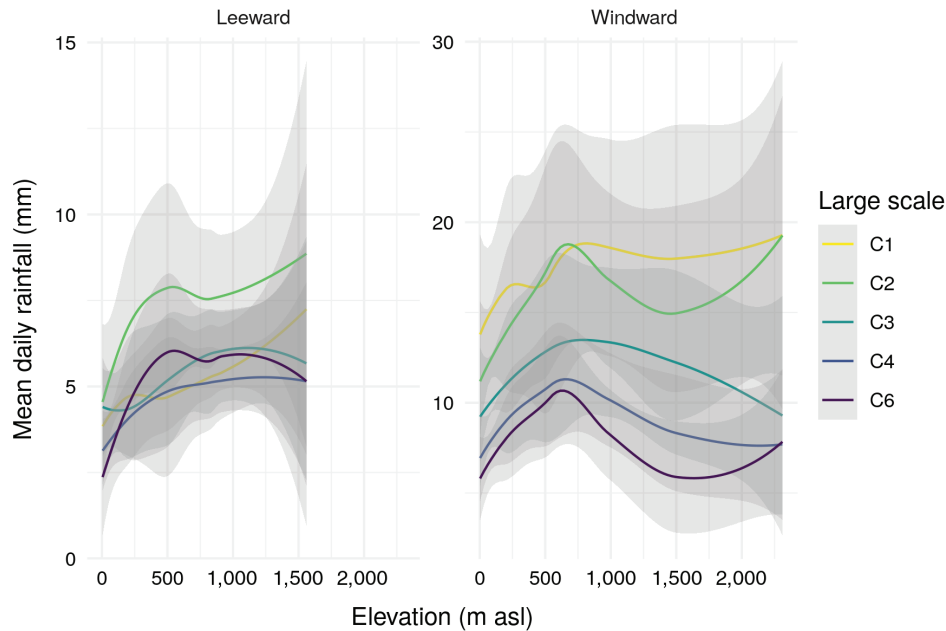 Leeward
Windward
15
10
5
0
30
20
10
0 500 1,000 1,500 2,000
0 500 1,000 1,500 2,000
Mean daily rainfall (mm)
Elevation (m asl)
Large scale
C1
C2
C3
C4
C6